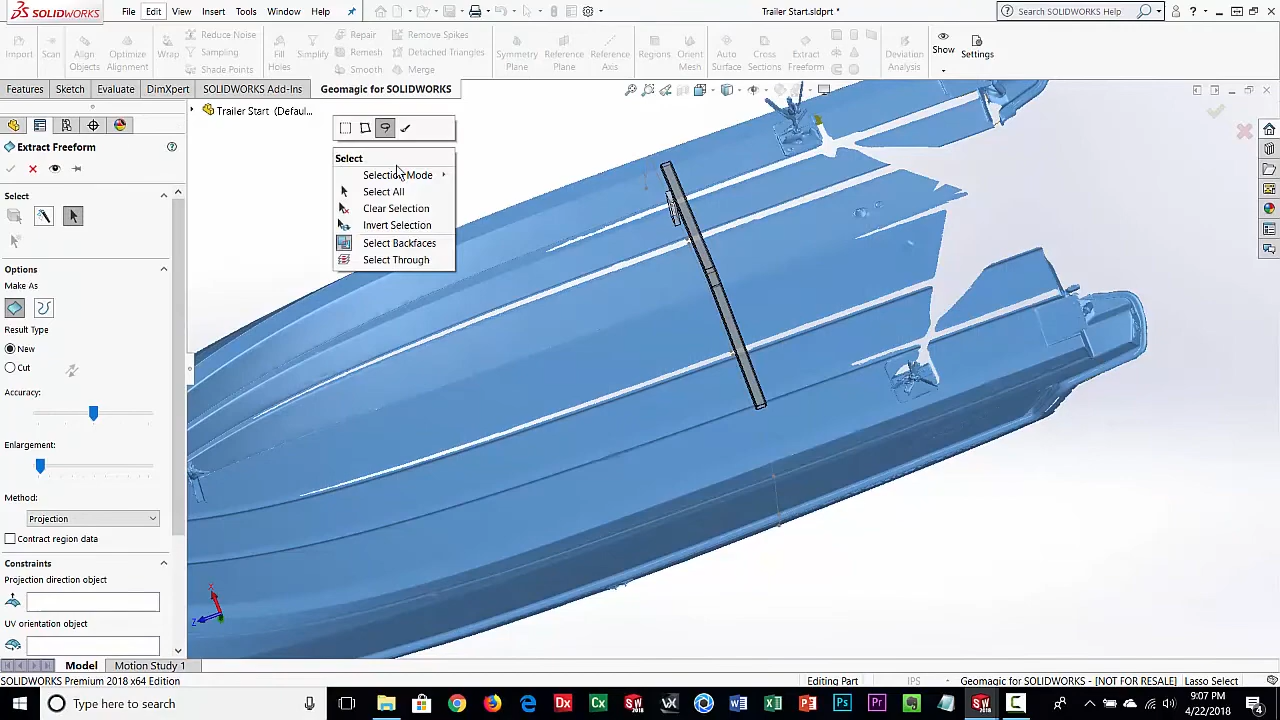 SOLIDWORKS File Edit View Insert Tools Window Help Trailer Start.sldprt * Search SOLIDWORKS Help
Import Scan Align Objects Optimize Alignment Wrap Reduce Noise Sampling Shade Points Fill Holes Simplify Repair Remesh Smooth Remove Spikes Detached Triangles Merge Symmetry Plane Reference Plane Reference Axis Regions Orient Mesh Auto Surface Cross Sections Extract Freeform Deviation Analysis Show Settings
Features Sketch Evaluate DimXpert SOLIDWORKS Add-Ins Geomagic for SOLIDWORKS
Trailer Start (Defaul...
Extract Freeform
Select
Select
Selection Mode
Select All
Clear Selection
Invert Selection
Select Backfaces
Select Through
Options
Make As
Result Type
New
Cut
Accuracy:
Enlargement:
Method:
Projection
Contract region data
Constraints
Projection direction object
UV orientation object
X
Z
Model Motion Study 1
SOLIDWORKS Premium 2018 x64 Edition Editing Part IPS Geomagic for SOLIDWORKS - [NOT FOR RESALE] Lasso Select
Type here to search
9:07 PM
4/22/2018